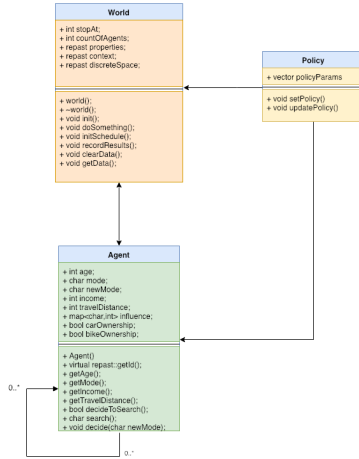 World
+ int stopAt;
+ int countOfAgents;
+ repast properties;
+ repast context;
+ repast discreteSpace;
+ world();
+ ~world();
+ void init();
+ void doSomething();
+ void initSchedule();
+ void recordResults();
+ void clearData();
+ void getData();
Policy
+ vector policyParams
+ void setPolicy()
+ void updatePolicy()
Agent
+ int age;
+ char mode;
+ char newMode;
+ int income;
+ int travelDistance;
+ map<char,int> influence;
+ bool carOwnership;
+ bool bikeOwnership;
+ Agent()
+ virtual repast::getId();
+ getAge();
+ getMode();
+ getIncome();
+ getTravelDistance();
+ bool decideToSearch();
+ char search();
+ void decide(char newMode);
0..*
0..*